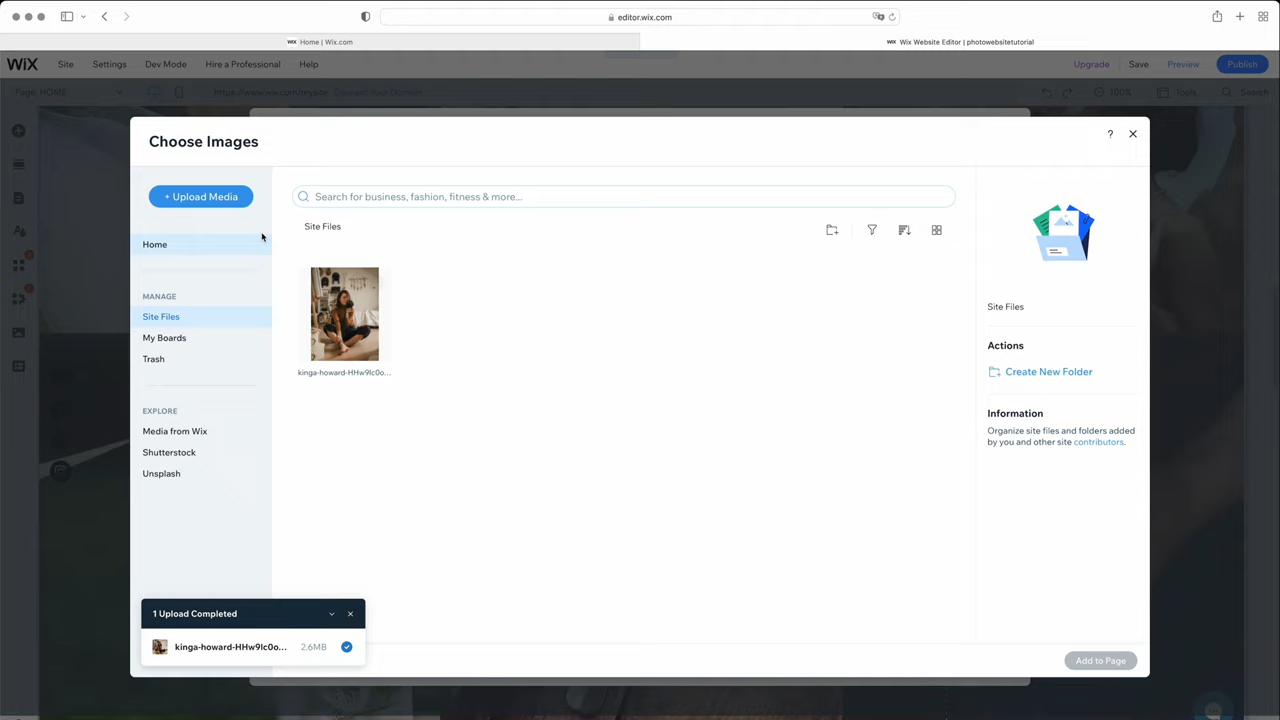 editor.wix.com
WiX Home | Wix.com
WiX Wix Website Editor | photowebsitetutorial
WiX Site Settings Dev Mode Hire a Professional Help Upgrade Save Preview Publish
Page: HOME https://www.wix.com/mysite Connect Your Domain 100% Tools Search
Choose Images ?
+ Upload Media
Search for business, fashion, fitness & more...
Site Files
Home
MANAGE
Site Files
My Boards
Trash
EXPLORE
Media from Wix
Shutterstock
Unsplash
kinga-howard-HHw9lc0o...
Site Files
Actions
Create New Folder
Information
Organize site files and folders added
by you and other site contributors.
1 Upload Completed
kinga-howard-HHw9lc0o... 2.6MB
Add to Page